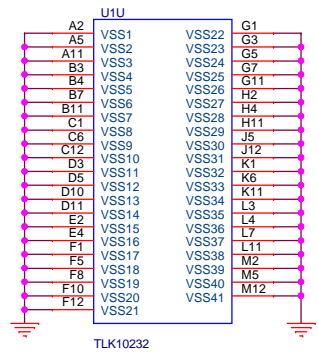 U1U
A2 VSS1 VSS22 G1
A5 VSS2 VSS23 G3
A11 VSS3 VSS24 G5
B3 VSS4 VSS25 G7
B4 VSS5 VSS26 G11
B7 VSS6 VSS27 H2
B11 VSS7 VSS28 H4
C1 VSS8 VSS29 H11
C6 VSS9 VSS30 J5
C12 VSS10 VSS31 J12
D3 VSS11 VSS32 K1
D5 VSS12 VSS33 K6
D10 VSS13 VSS34 K11
D11 VSS14 VSS35 L3
E2 VSS15 VSS36 L4
E4 VSS16 VSS37 L7
F1 VSS17 VSS38 L11
F5 VSS18 VSS39 M2
F8 VSS19 VSS40 M5
F10 VSS20 VSS41 M12
F12 VSS21
TLK10232